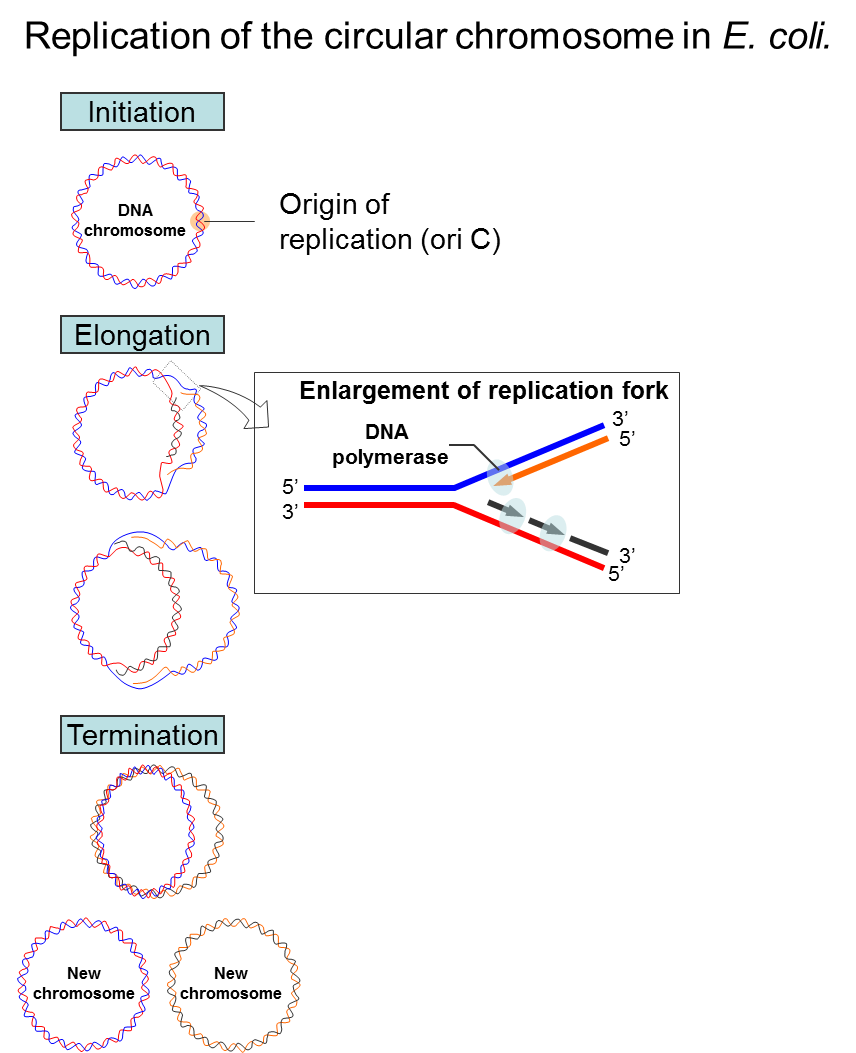 Replication of the circular chromosome in E. coli.
Initiation
DNA
chromosome
Origin of
replication (ori C)
Elongation
Enlargement of replication fork
DNA
polymerase
3’
5’
5’
3’
3’
5’
Termination
New
chromosome
New
chromosome